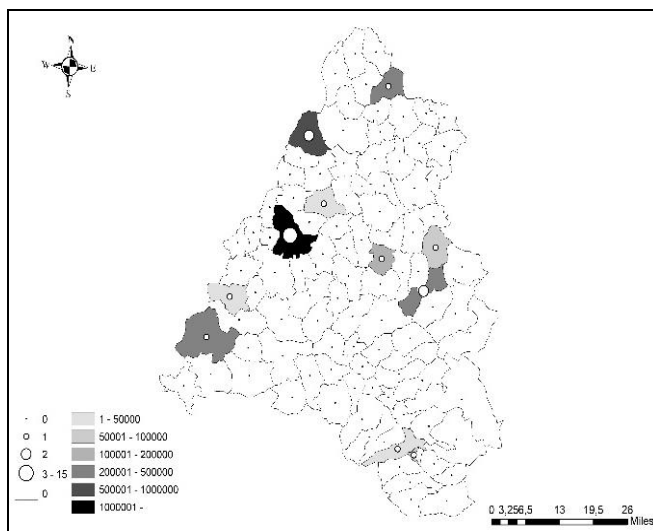 N
W E
S
0 1 - 50000
1 50001 - 100000
2 100001 - 200000
3 - 15 200001 - 500000
0 500001 - 1000000
1000001 -
0 3,256,5 13 19,5 26
Miles